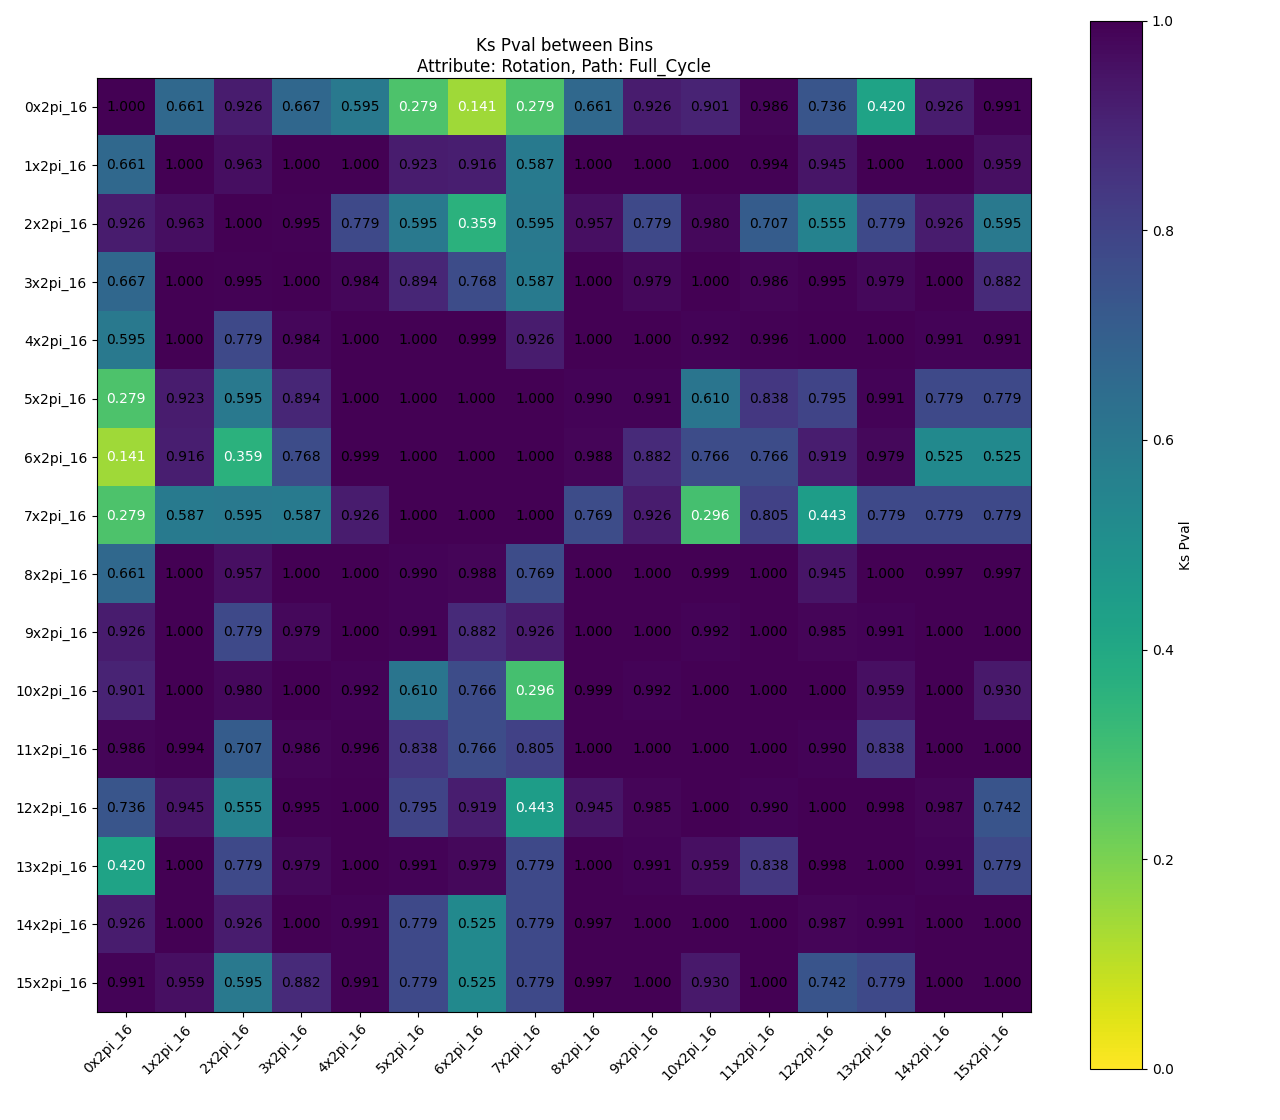 Ks Pval between Bins
Attribute: Rotation, Path: Full_Cycle
0x2pi_16 1.000 0.661 0.926 0.667 0.595 0.279 0.141 0.279 0.661 0.926 0.901 0.986 0.736 0.420 0.926 0.991
1x2pi_16 0.661 1.000 0.963 1.000 1.000 0.923 0.916 0.587 1.000 1.000 1.000 0.994 0.945 1.000 1.000 0.959
2x2pi_16 0.926 0.963 1.000 0.995 0.779 0.595 0.359 0.595 0.957 0.779 0.980 0.707 0.555 0.779 0.926 0.595
3x2pi_16 0.667 1.000 0.995 1.000 0.984 0.894 0.768 0.587 1.000 0.979 1.000 0.986 0.995 0.979 1.000 0.882
4x2pi_16 0.595 1.000 0.779 0.984 1.000 1.000 0.999 0.926 1.000 1.000 0.992 0.996 1.000 1.000 0.991 0.991
5x2pi_16 0.279 0.923 0.595 0.894 1.000 1.000 1.000 1.000 0.990 0.991 0.610 0.838 0.795 0.991 0.779 0.779
6x2pi_16 0.141 0.916 0.359 0.768 0.999 1.000 1.000 1.000 0.988 0.882 0.766 0.766 0.919 0.979 0.525 0.525
7x2pi_16 0.279 0.587 0.595 0.587 0.926 1.000 1.000 1.000 0.769 0.926 0.296 0.805 0.443 0.779 0.779 0.779
8x2pi_16 0.661 1.000 0.957 1.000 1.000 0.990 0.988 0.769 1.000 1.000 0.999 1.000 0.945 1.000 0.997 0.997
9x2pi_16 0.926 1.000 0.779 0.979 1.000 0.991 0.882 0.926 1.000 1.000 0.992 1.000 0.985 0.991 1.000 1.000
10x2pi_16 0.901 1.000 0.980 1.000 0.992 0.610 0.766 0.296 0.999 0.992 1.000 1.000 1.000 0.959 1.000 0.930
11x2pi_16 0.986 0.994 0.707 0.986 0.996 0.838 0.766 0.805 1.000 1.000 1.000 1.000 0.990 0.838 1.000 1.000
12x2pi_16 0.736 0.945 0.555 0.995 1.000 0.795 0.919 0.443 0.945 0.985 1.000 0.990 1.000 0.998 0.987 0.742
13x2pi_16 0.420 1.000 0.779 0.979 1.000 0.991 0.979 0.779 1.000 0.991 0.959 0.838 0.998 1.000 0.991 0.779
14x2pi_16 0.926 1.000 0.926 1.000 0.991 0.779 0.525 0.779 0.997 1.000 1.000 1.000 0.987 0.991 1.000 1.000
15x2pi_16 0.991 0.959 0.595 0.882 0.991 0.779 0.525 0.779 0.997 1.000 0.930 1.000 0.742 0.779 1.000 1.000
0x2pi_16 1x2pi_16 2x2pi_16 3x2pi_16 4x2pi_16 5x2pi_16 6x2pi_16 7x2pi_16 8x2pi_16 9x2pi_16 10x2pi_16 11x2pi_16 12x2pi_16 13x2pi_16 14x2pi_16 15x2pi_16
1.0
0.8
0.6
0.4
0.2
0.0
Ks Pval